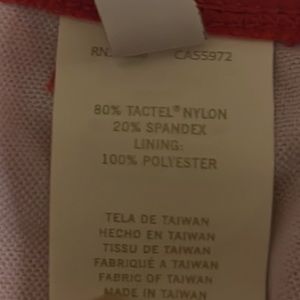 RN CA55972
80% TACTEL® NYLON
20% SPANDEX
LINING:
100% POLYESTER
TELA DE TAIWAN
HECHO EN TAIWAN
TISSU DE TAIWAN
FABRIQUÉ A TAIWAN
FABRIC OF TAIWAN
MADE IN TAIWAN